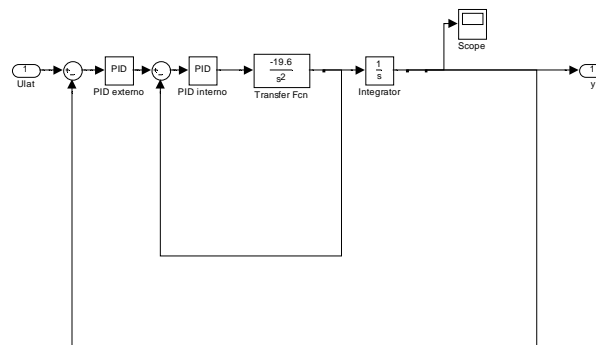 1
Ulat
+
-
PID
PID externo
+
-
PID
PID interno
-19.6
s2
Transfer Fcn
1
s
Integrator
Scope
1
y